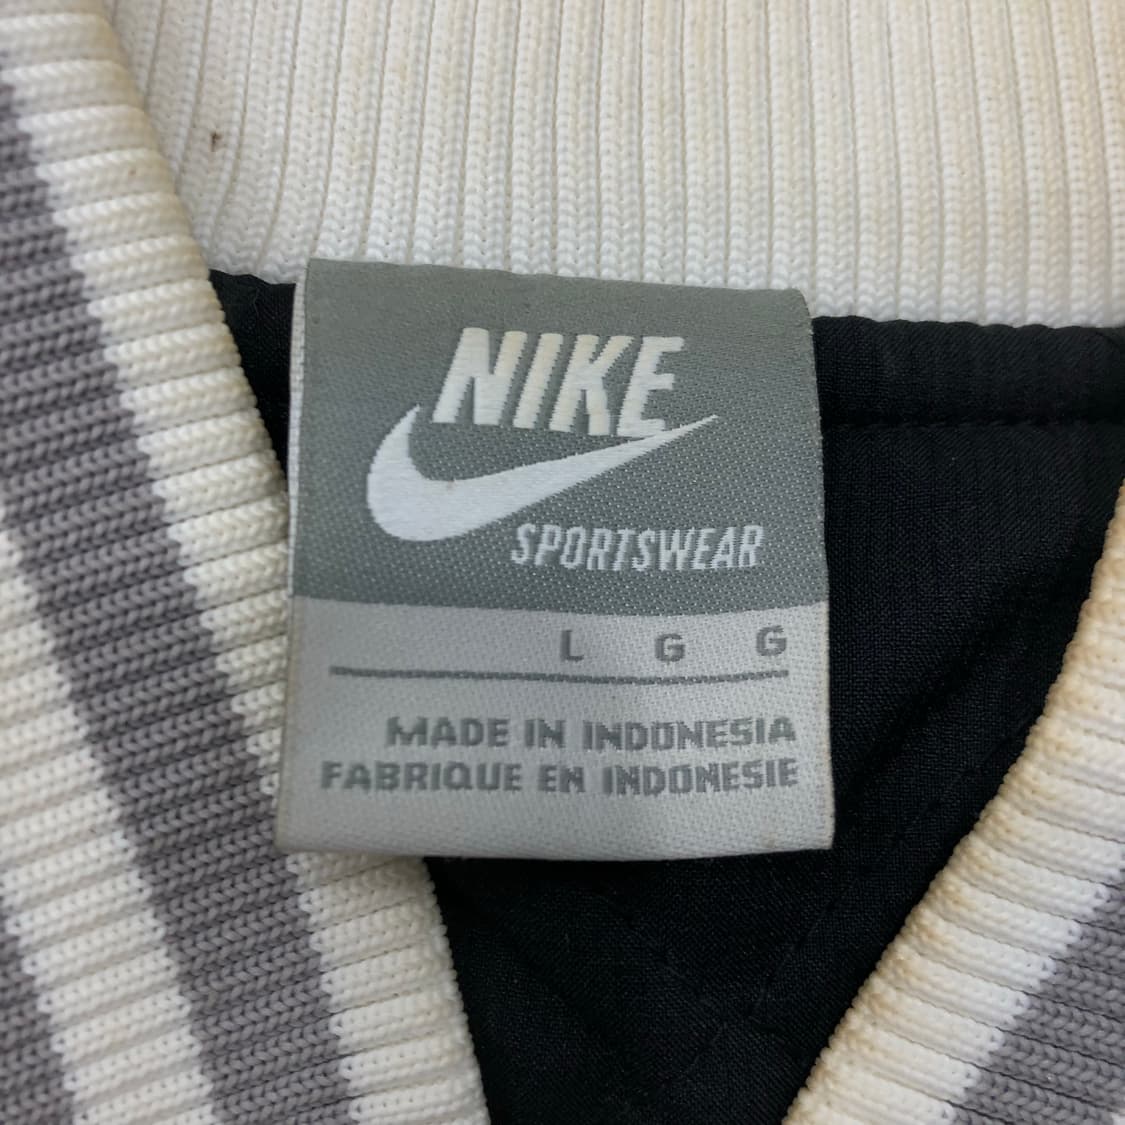 NIKE
SPORTSWEAR
L G G
MADE IN INDONESIA
FABRIQUE EN INDONESIE